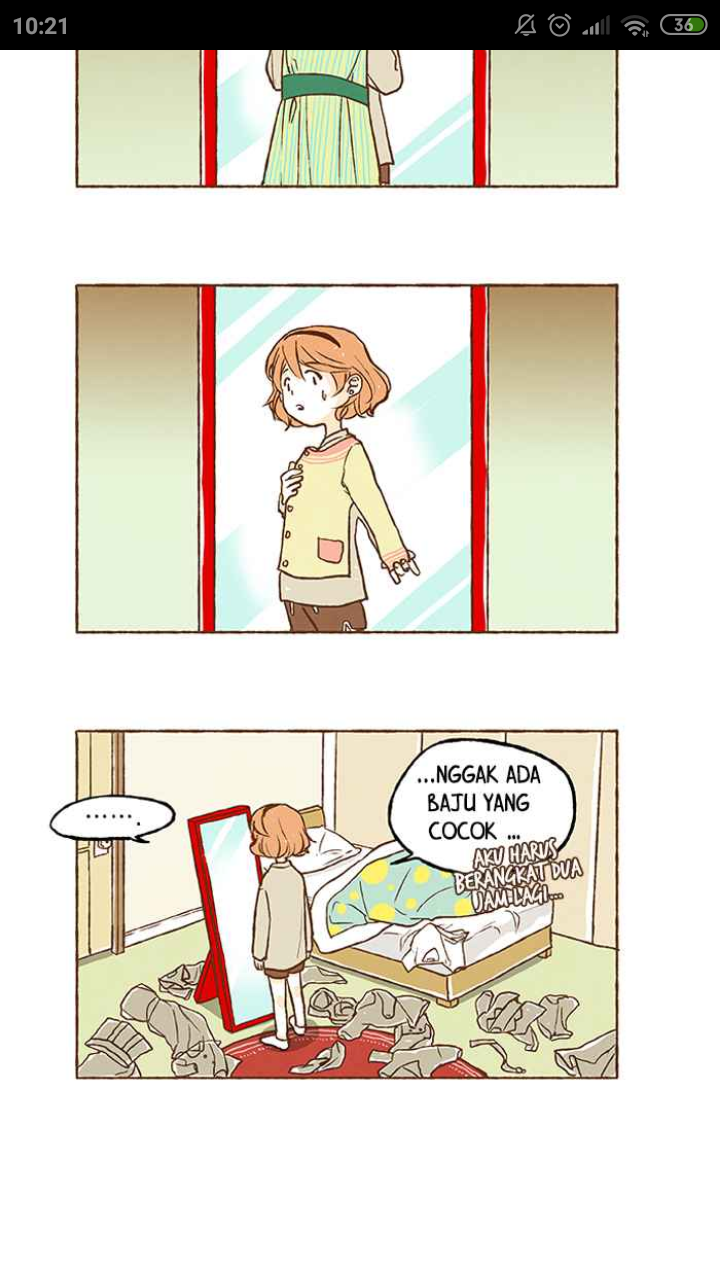 10:21
36
.......
...NGGAK ADA
BAJU YANG
COCOK ...
AKU HARUS
BERANGKAT DUA
JAM LAGI...